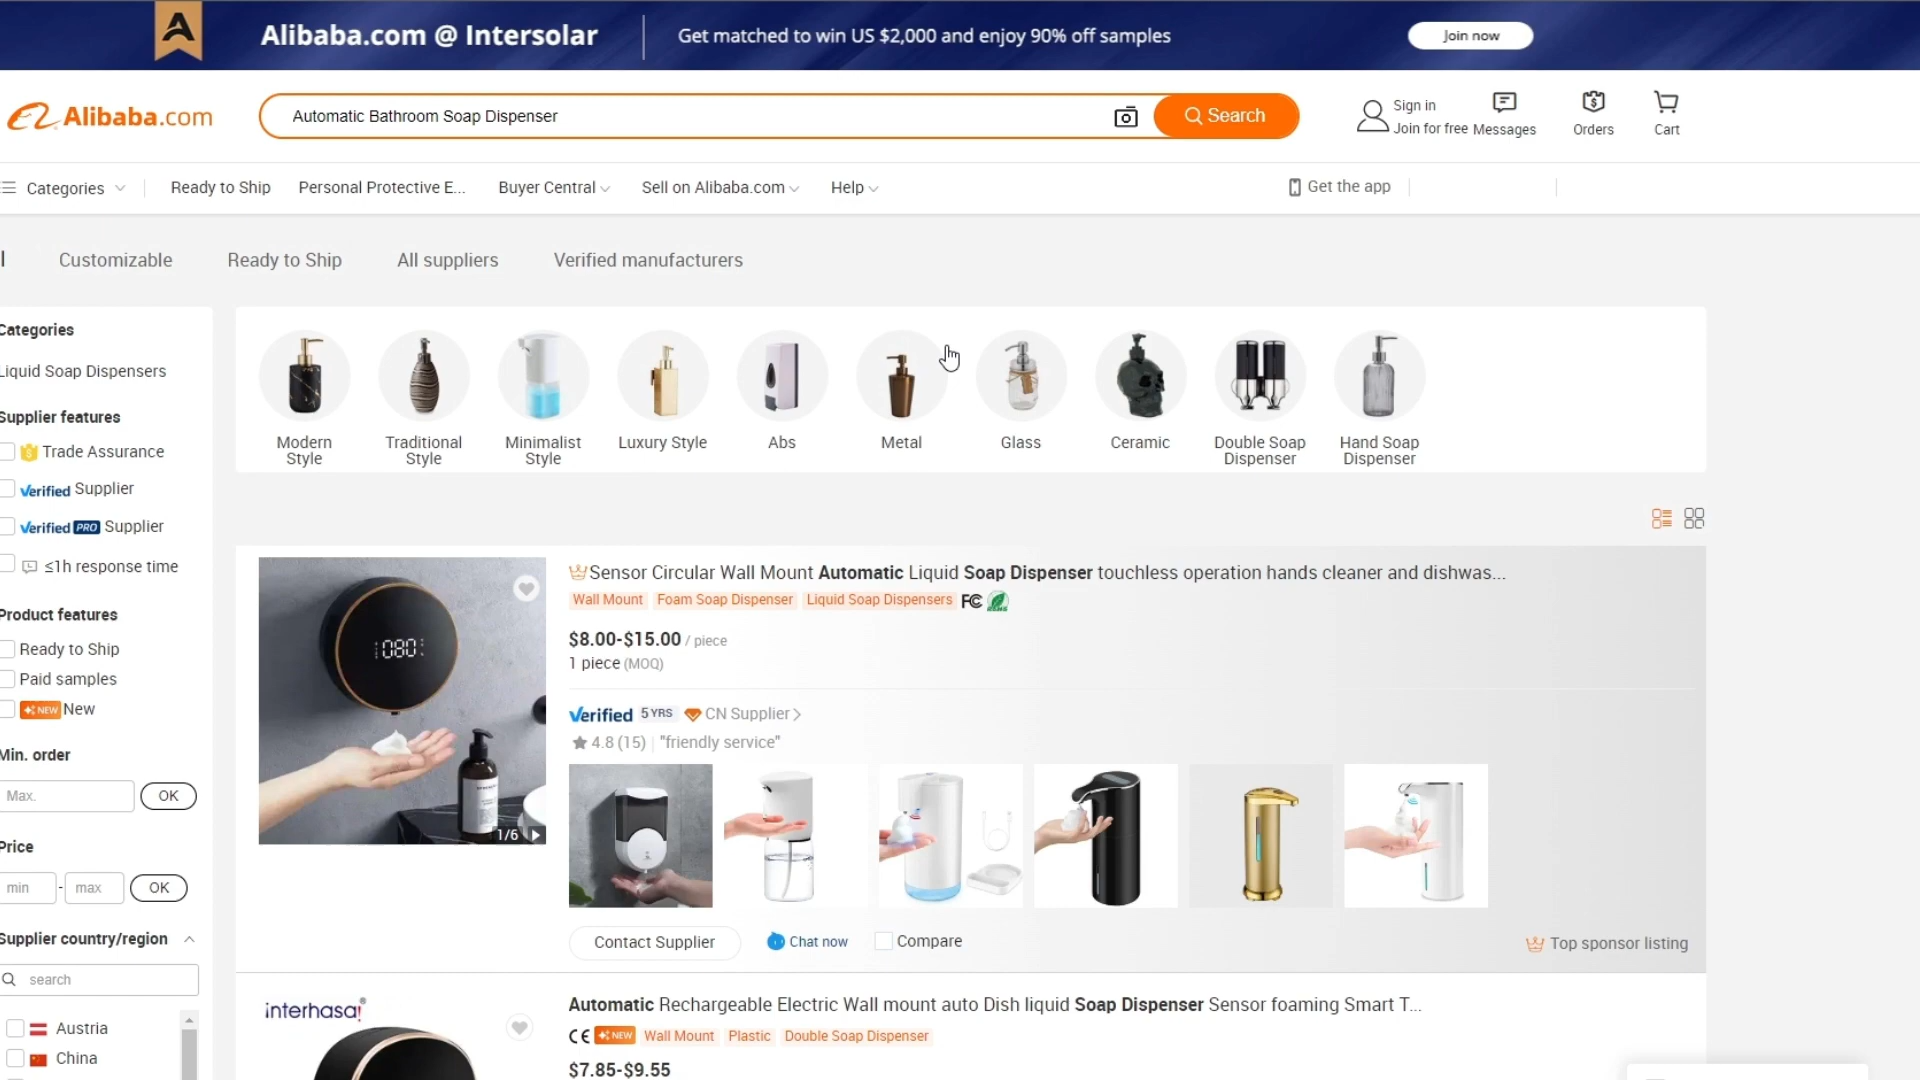 Alibaba.com @ Intersolar
Get matched to win US $2,000 and enjoy 90% off samples
Join now
Alibaba.com
Automatic Bathroom Soap Dispenser
Search
Sign in
Join for free
Messages
Orders
Cart
Categories
Ready to Ship
Personal Protective E...
Buyer Central
Sell on Alibaba.com
Help
Get the app
Customizable
Ready to Ship
All suppliers
Verified manufacturers
Categories
Liquid Soap Dispensers
Supplier features
Trade Assurance
Verified Supplier
Verified PRO Supplier
≤1h response time
Product features
Ready to Ship
Paid samples
NEW New
Min. order
Max.
OK
Price
min - max
OK
Supplier country/region
search
Austria
China
Modern
Style
Traditional
Style
Minimalist
Style
Luxury Style
Abs
Metal
Glass
Ceramic
Double Soap
Dispenser
Hand Soap
Dispenser
080
1/6
Sensor Circular Wall Mount Automatic Liquid Soap Dispenser touchless operation hands cleaner and dishwas...
Wall Mount Foam Soap Dispenser Liquid Soap Dispensers FC
$8.00-$15.00 / piece
1 piece (MOQ)
Verified 5 YRS CN Supplier
4.8 (15) "friendly service"
Contact Supplier
Chat now
Compare
Top sponsor listing
interhasa!
Automatic Rechargeable Electric Wall mount auto Dish liquid Soap Dispenser Sensor foaming Smart T...
CE NEW Wall Mount Plastic Double Soap Dispenser
$7.85-$9.55